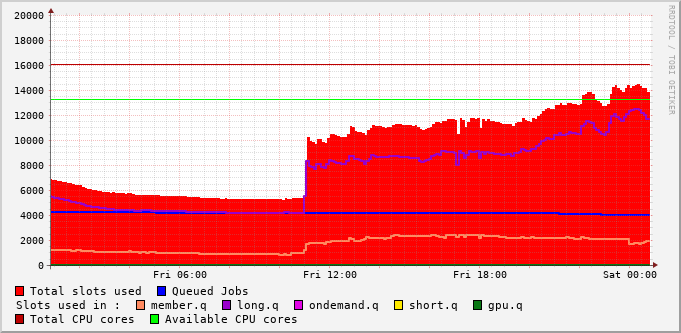 20000
18000
16000
14000
12000
10000
8000
6000
4000
2000
0
Fri 06:00 Fri 12:00 Fri 18:00 Sat 00:00
Total slots used Queued Jobs
Slots used in : member.q long.q ondemand.q short.q gpu.q
Total CPU cores Available CPU cores
RRDTOOL / TOBI OETIKER